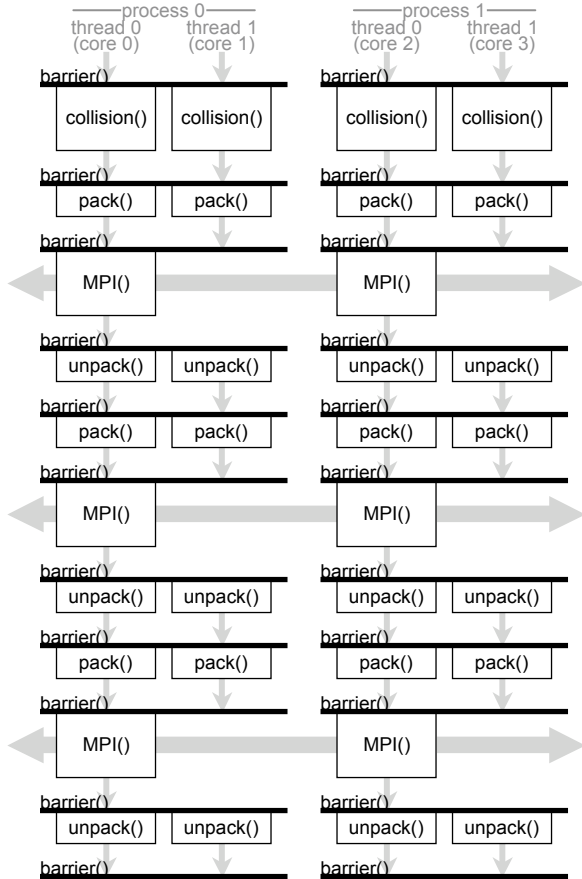 process 0 process 1
thread 0 thread 1 thread 0 thread 1
(core 0) (core 1) (core 2) (core 3)
barrier() barrier()
collision() collision() collision() collision()
barrier() barrier()
pack() pack() pack() pack()
barrier() barrier()
MPI() MPI()
barrier() barrier()
unpack() unpack() unpack() unpack()
barrier() barrier()
pack() pack() pack() pack()
barrier() barrier()
MPI() MPI()
barrier() barrier()
unpack() unpack() unpack() unpack()
barrier() barrier()
pack() pack() pack() pack()
barrier() barrier()
MPI() MPI()
barrier() barrier()
unpack() unpack() unpack() unpack()
barrier() barrier()